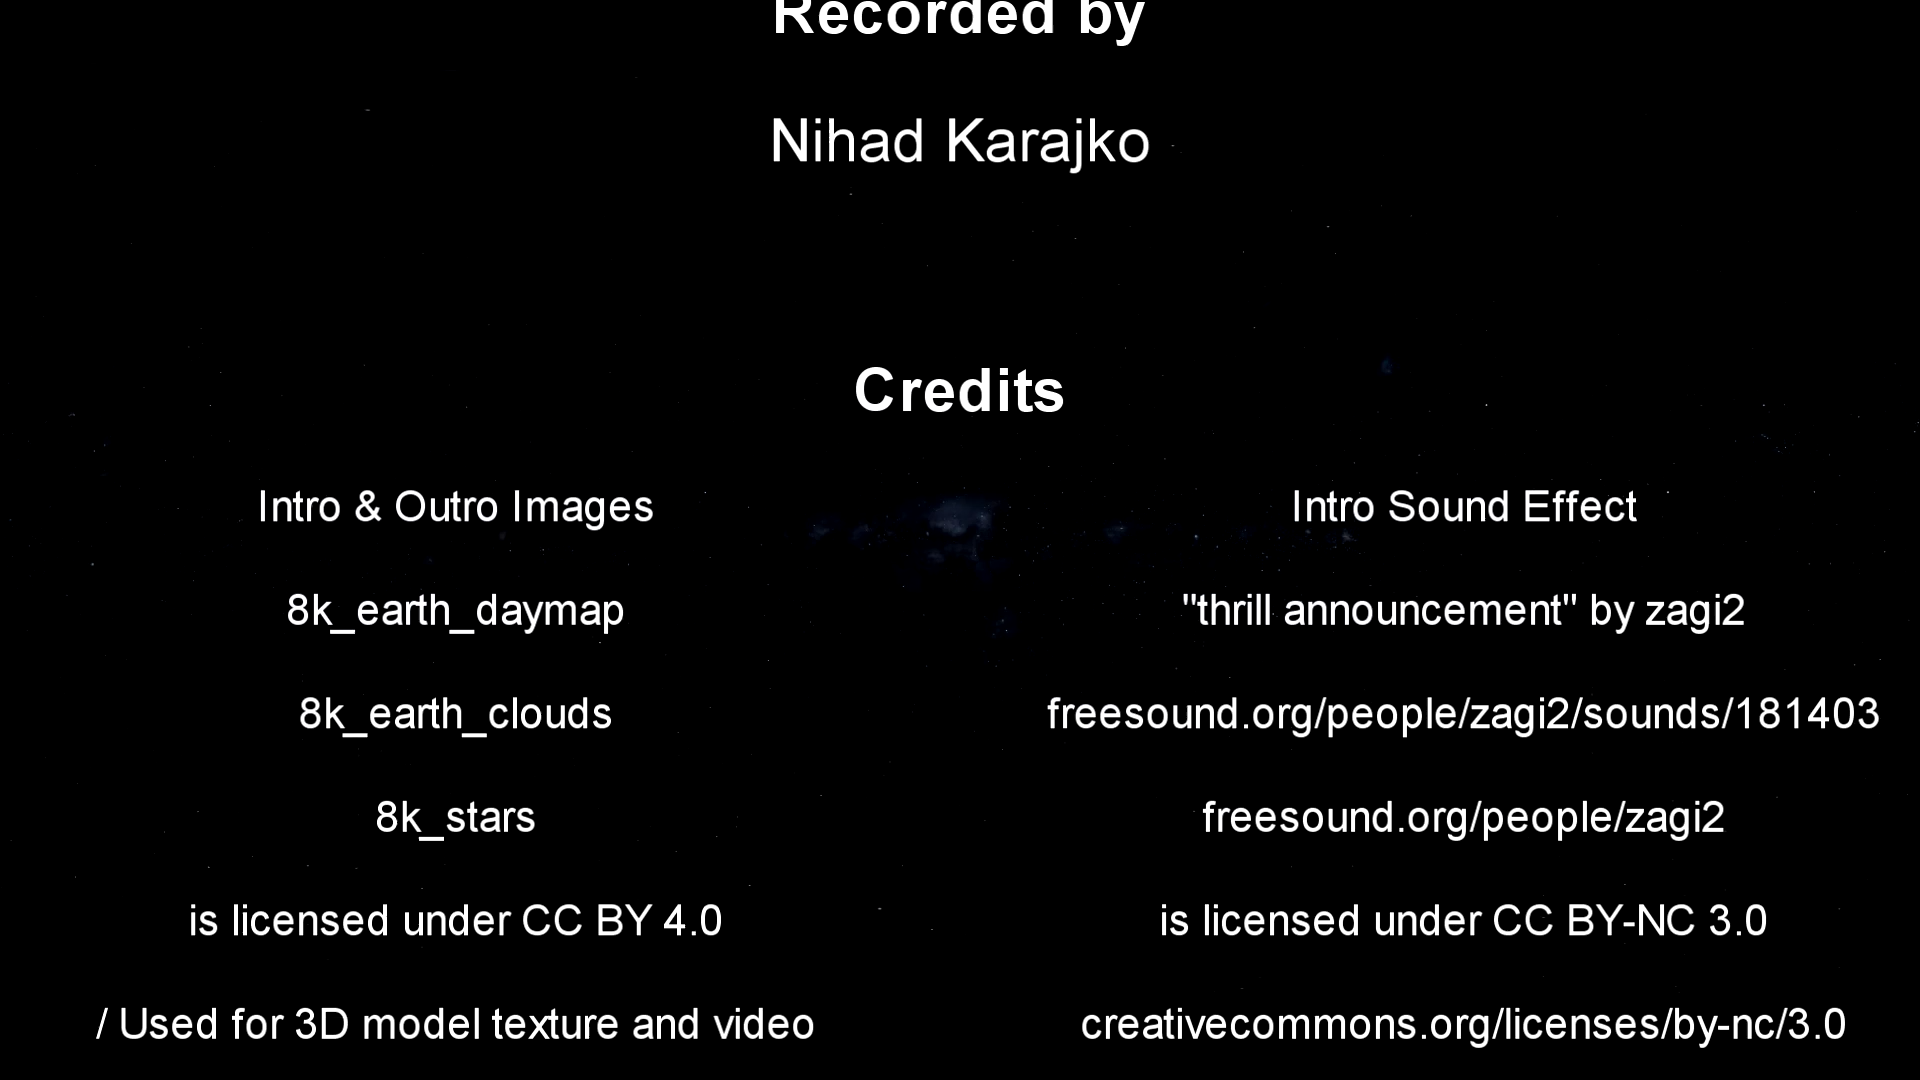 Recorded by
Nihad Karajko
Credits
Intro & Outro Images
8k_earth_daymap
8k_earth_clouds
8k_stars
is licensed under CC BY 4.0
/ Used for 3D model texture and video
Intro Sound Effect
"thrill announcement" by zagi2
freesound.org/people/zagi2/sounds/181403
freesound.org/people/zagi2
is licensed under CC BY-NC 3.0
creativecommons.org/licenses/by-nc/3.0